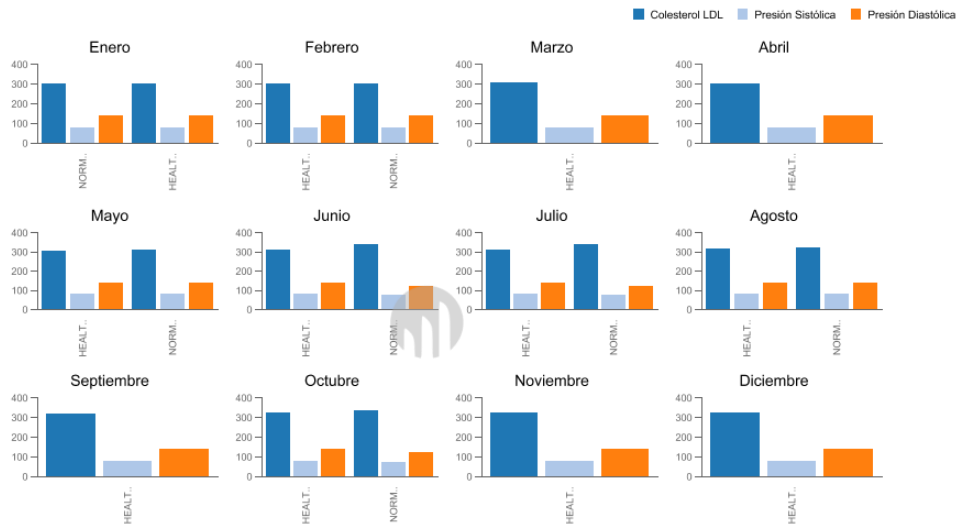 Colesterol LDL Presión Sistólica Presión Diastólica
Enero Febrero Marzo Abril
400 400 400 400
300 300 300 300
200 200 200 200
100 100 100 100
0 0 0 0
NORM.. HEALT.. HEALT.. NORM.. HEALT.. HEALT..
Mayo Junio Julio Agosto
400 400 400 400
300 300 300 300
200 200 200 200
100 100 100 100
0 0 0 0
HEALT.. NORM.. HEALT.. NORM.. HEALT.. NORM.. HEALT.. NORM..
Septiembre Octubre Noviembre Diciembre
400 400 400 400
300 300 300 300
200 200 200 200
100 100 100 100
0 0 0 0
HEALT.. HEALT.. NORM.. HEALT.. HEALT..